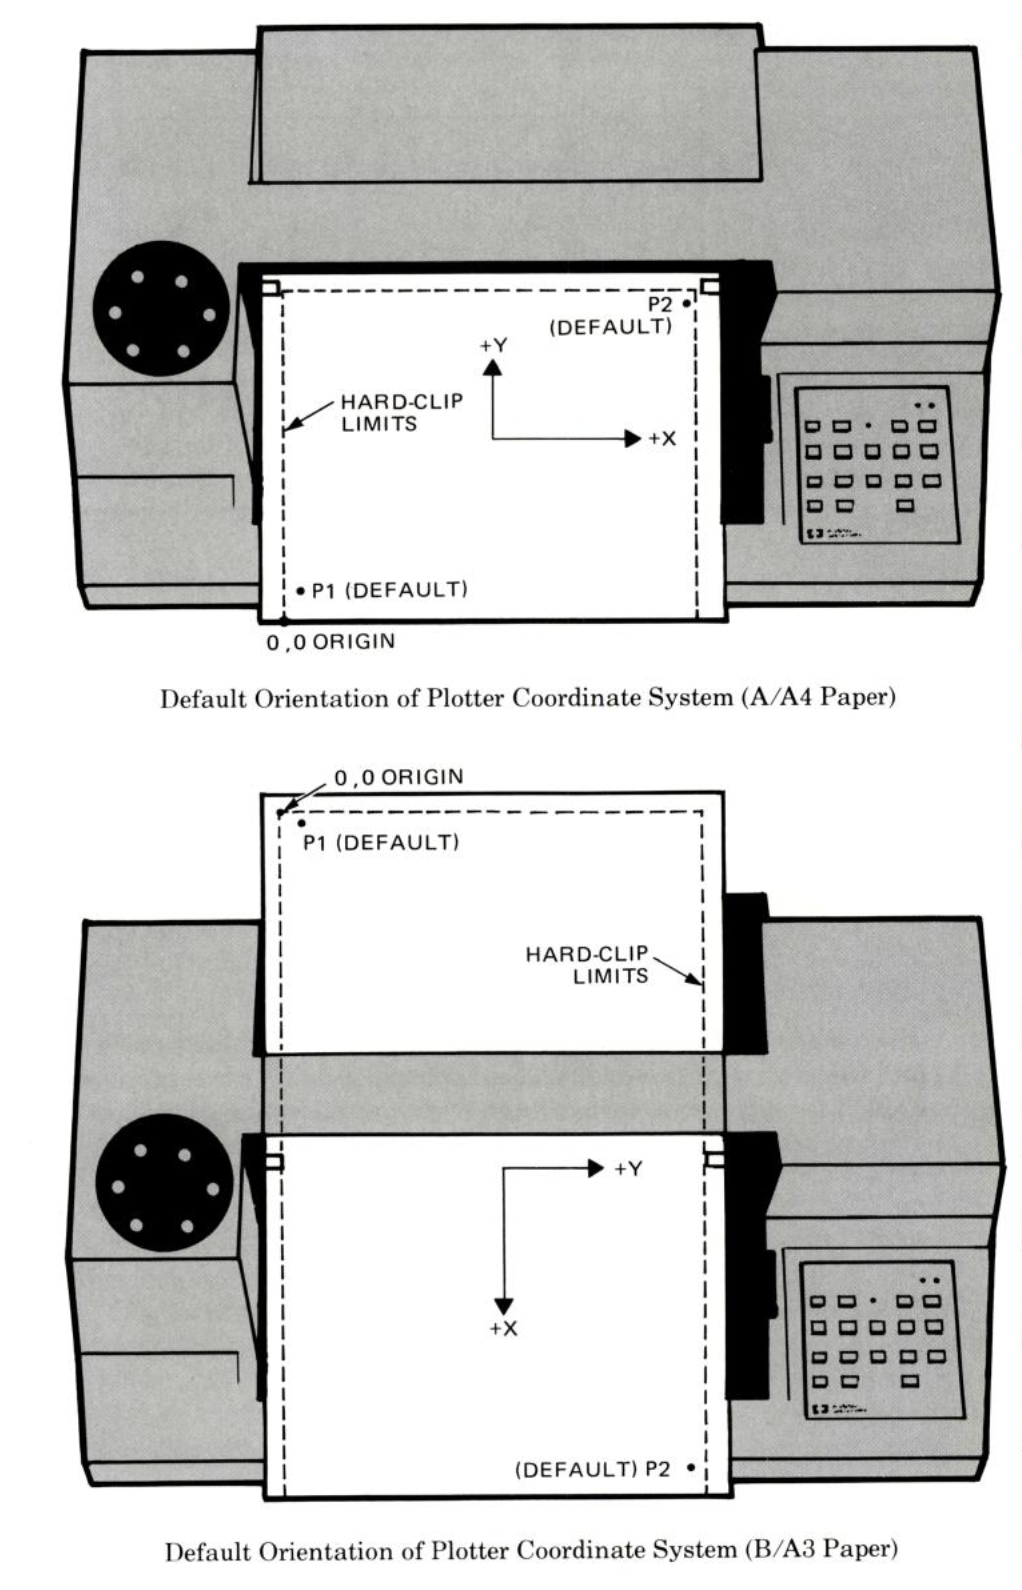 P2
(DEFAULT)
+Y
HARD-CLIP
LIMITS
+X
P1 (DEFAULT)
0,0 ORIGIN
Default Orientation of Plotter Coordinate System (A/A4 Paper)
0,0 ORIGIN
P1 (DEFAULT)
HARD-CLIP
LIMITS
+Y
+X
(DEFAULT) P2
Default Orientation of Plotter Coordinate System (B/A3 Paper)